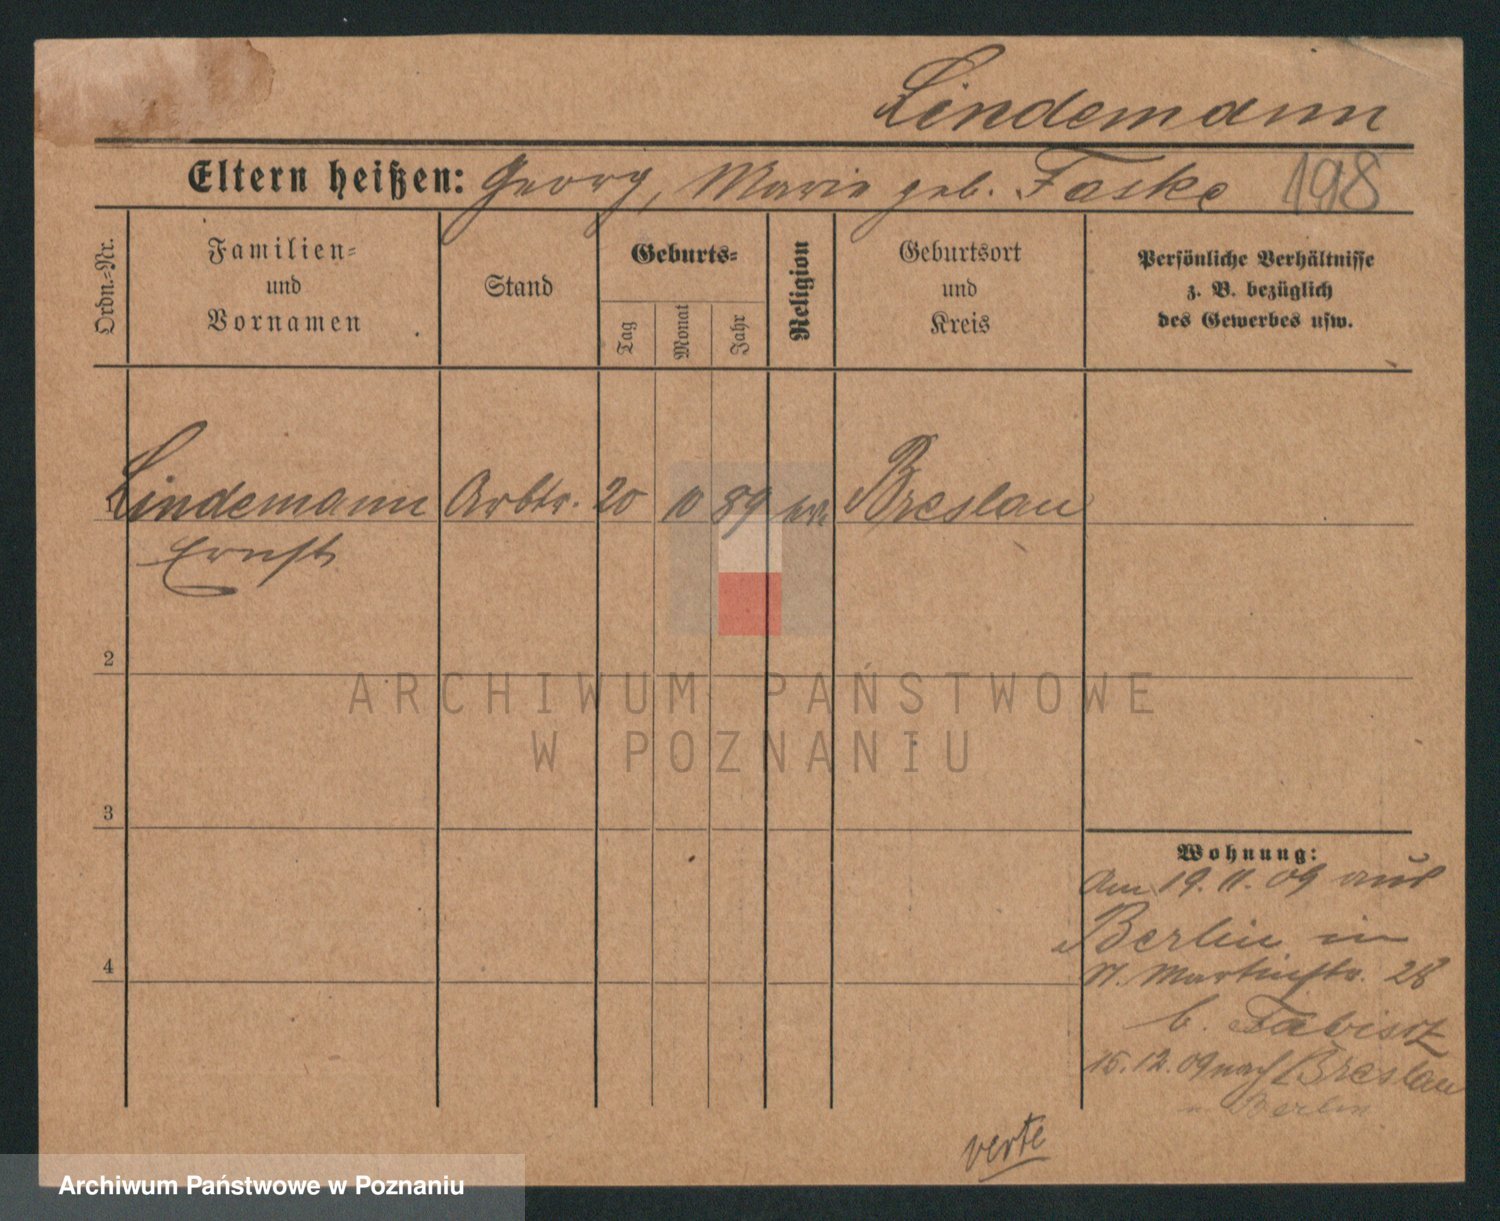 Lindemann
Eltern heißen: Georg, Marie geb. Faske 198
Ordn.-Nr.
Familien- und Vornamen
Stand
Geburts-
Tag
Monat
Jahr
Religion
Geburtsort und Kreis
Persönliche Verhältnisse
z. B. bezüglich
des Gewerbes usw.
1 Lindemann Arbtr. 20 10 89 Breslau
Ernst
2
ARCHIWUM PAŃSTWOWE
W POZNANIU
3
Wohnung:
Am 19. 11. 09 aus
Berlin in
4
St. Martinstr. 28
b. Fabisch
15. 12. 09 nach Breslau
Berlin
verte
Archiwum Państwowe w Poznaniu